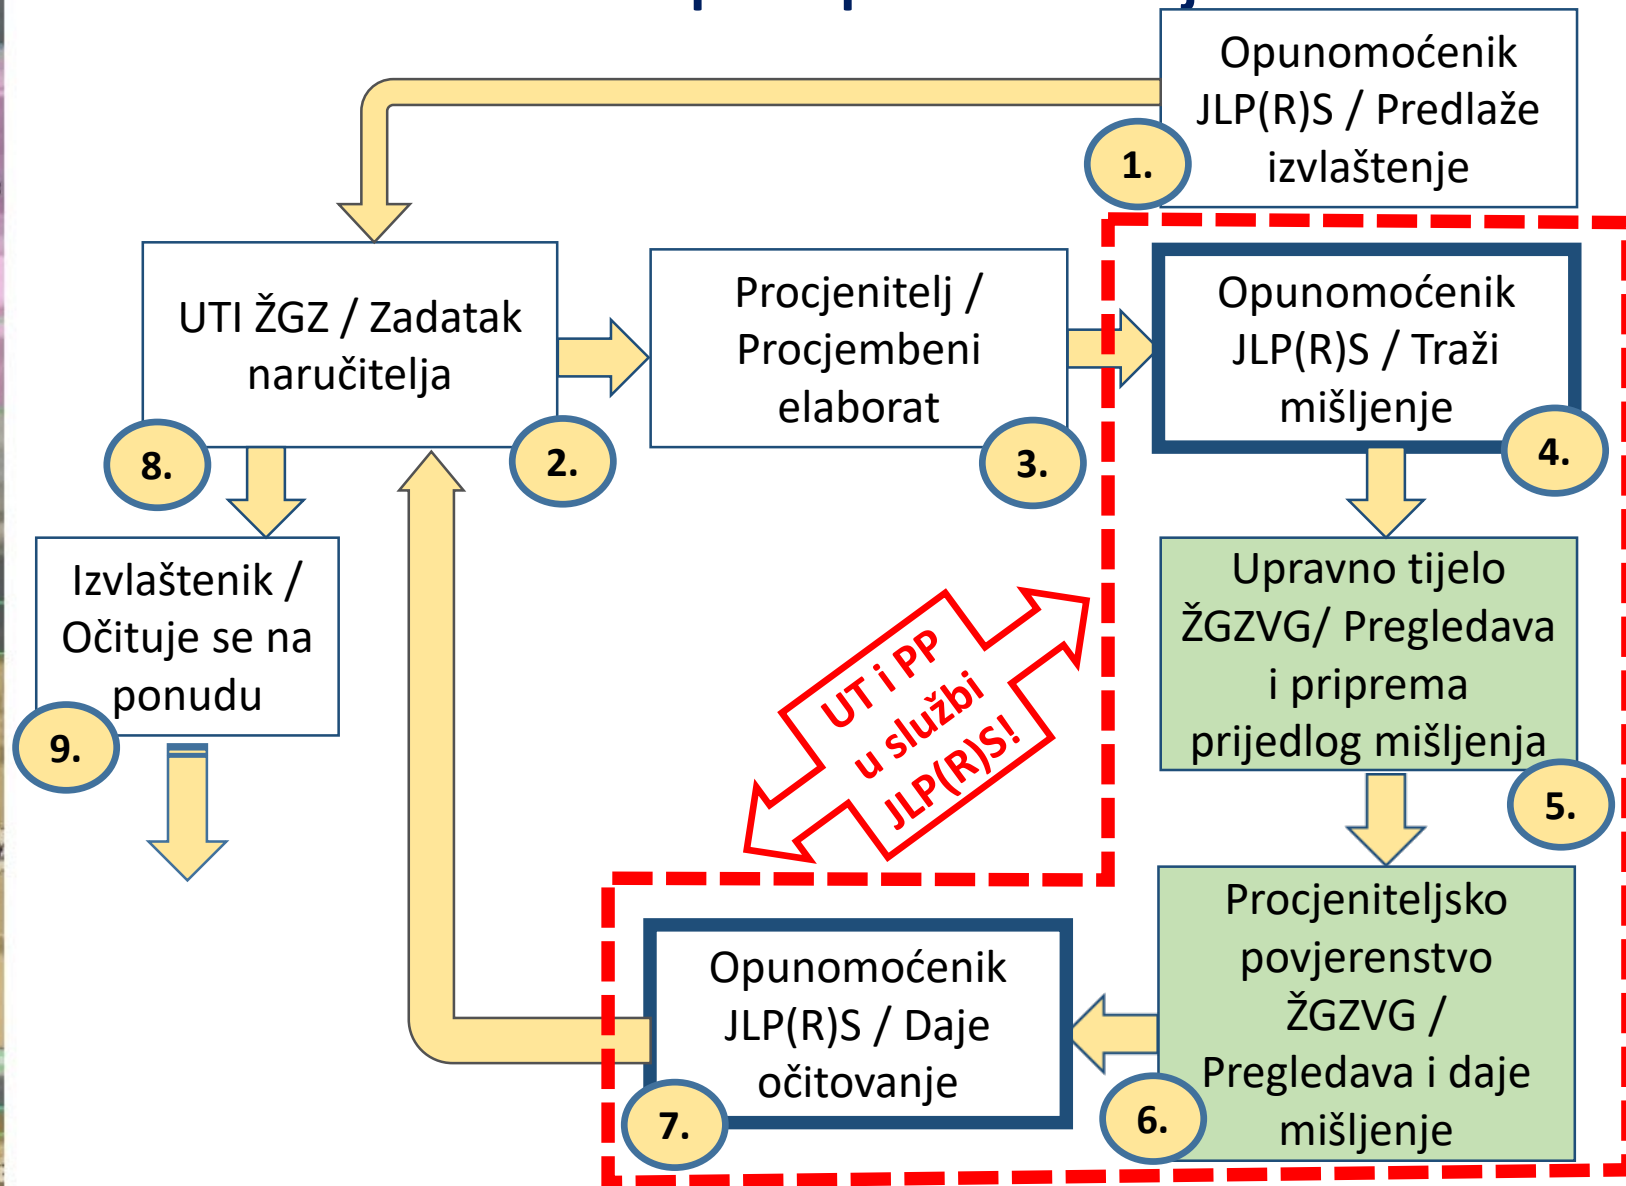 Opunomoćenik
JLP(R)S / Predlaže
izvlaštenje
1.
UTI ŽGZ / Zadatak
naručitelja
8.
2.
Procjenitelj /
Procjembeni
elaborat
3.
Opunomoćenik
JLP(R)S / Traži
mišljenje
4.
Izvlaštenik /
Očituje se na
ponudu
9.
UT i PP
u službi
JLP(R)S!
Upravno tijelo
ŽGZVG/ Pregledava
i priprema
prijedlog mišljenja
5.
Opunomoćenik
JLP(R)S / Daje
očitovanje
7.
Procjeniteljsko
povjerenstvo
ŽGZVG /
Pregledava i daje
mišljenje
6.